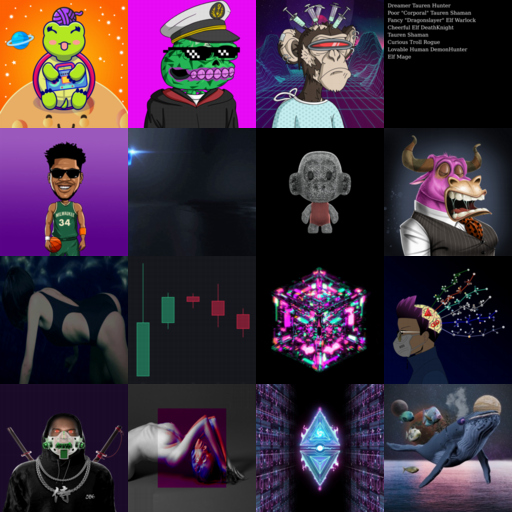 Dreamer Tauren Hunter
Poor "Corporal" Tauren Shaman
Fancy "Dragonslayer" Elf Warlock
Cheerful Elf DeathKnight
Tauren Shaman
Curious Troll Rogue
Lovable Human DemonHunter
Elf Mage
MILWAUKEE
34